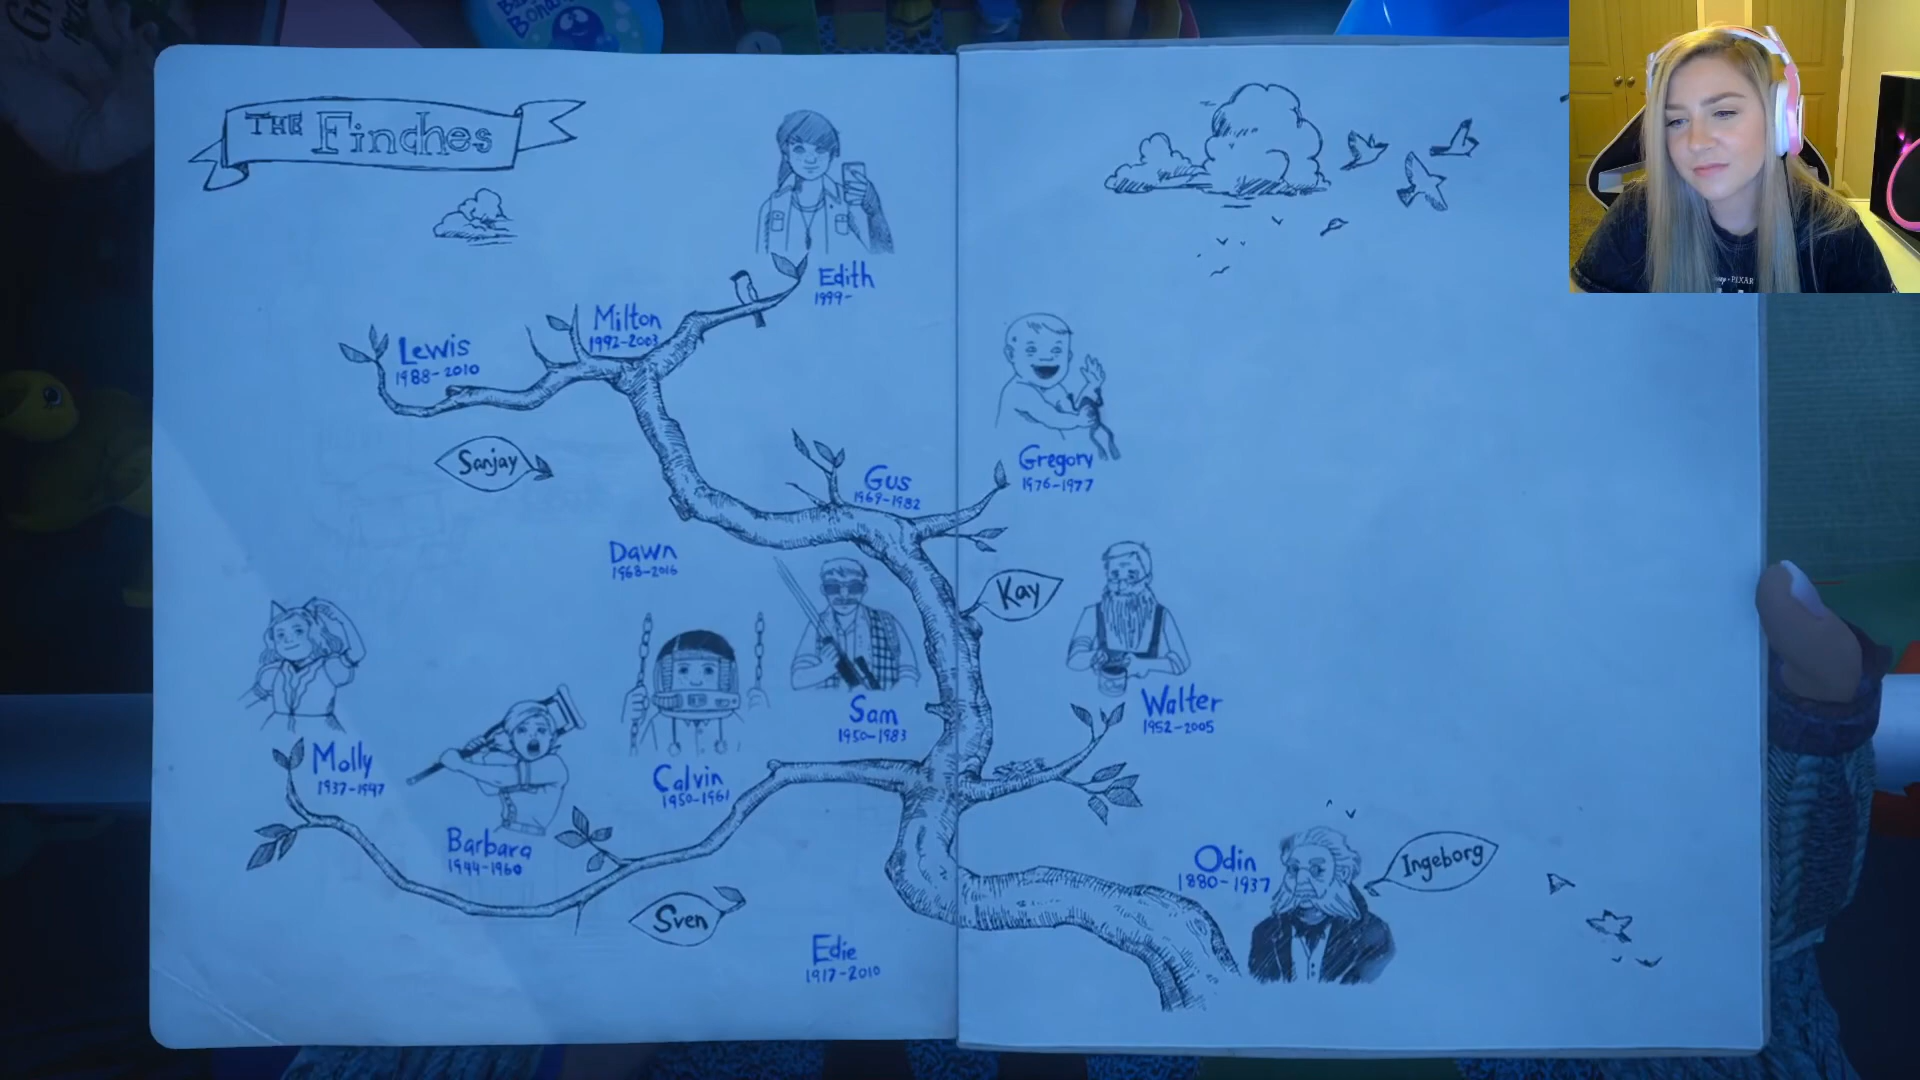 THE Finches
Edith
1999-
Milton
1992-2003
Lewis
1988-2010
Sanjay
Gregory
1976-1977
Gus
1969-1982
Dawn
1968-2016
Kay
Sam
1950-1983
Walter
1952-2005
Molly
1937-1947
Calvin
1950-1961
Barbara
1944-1960
Sven
Odin
1880-1937
Ingeborg
Edie
1917-2010
PIXAR